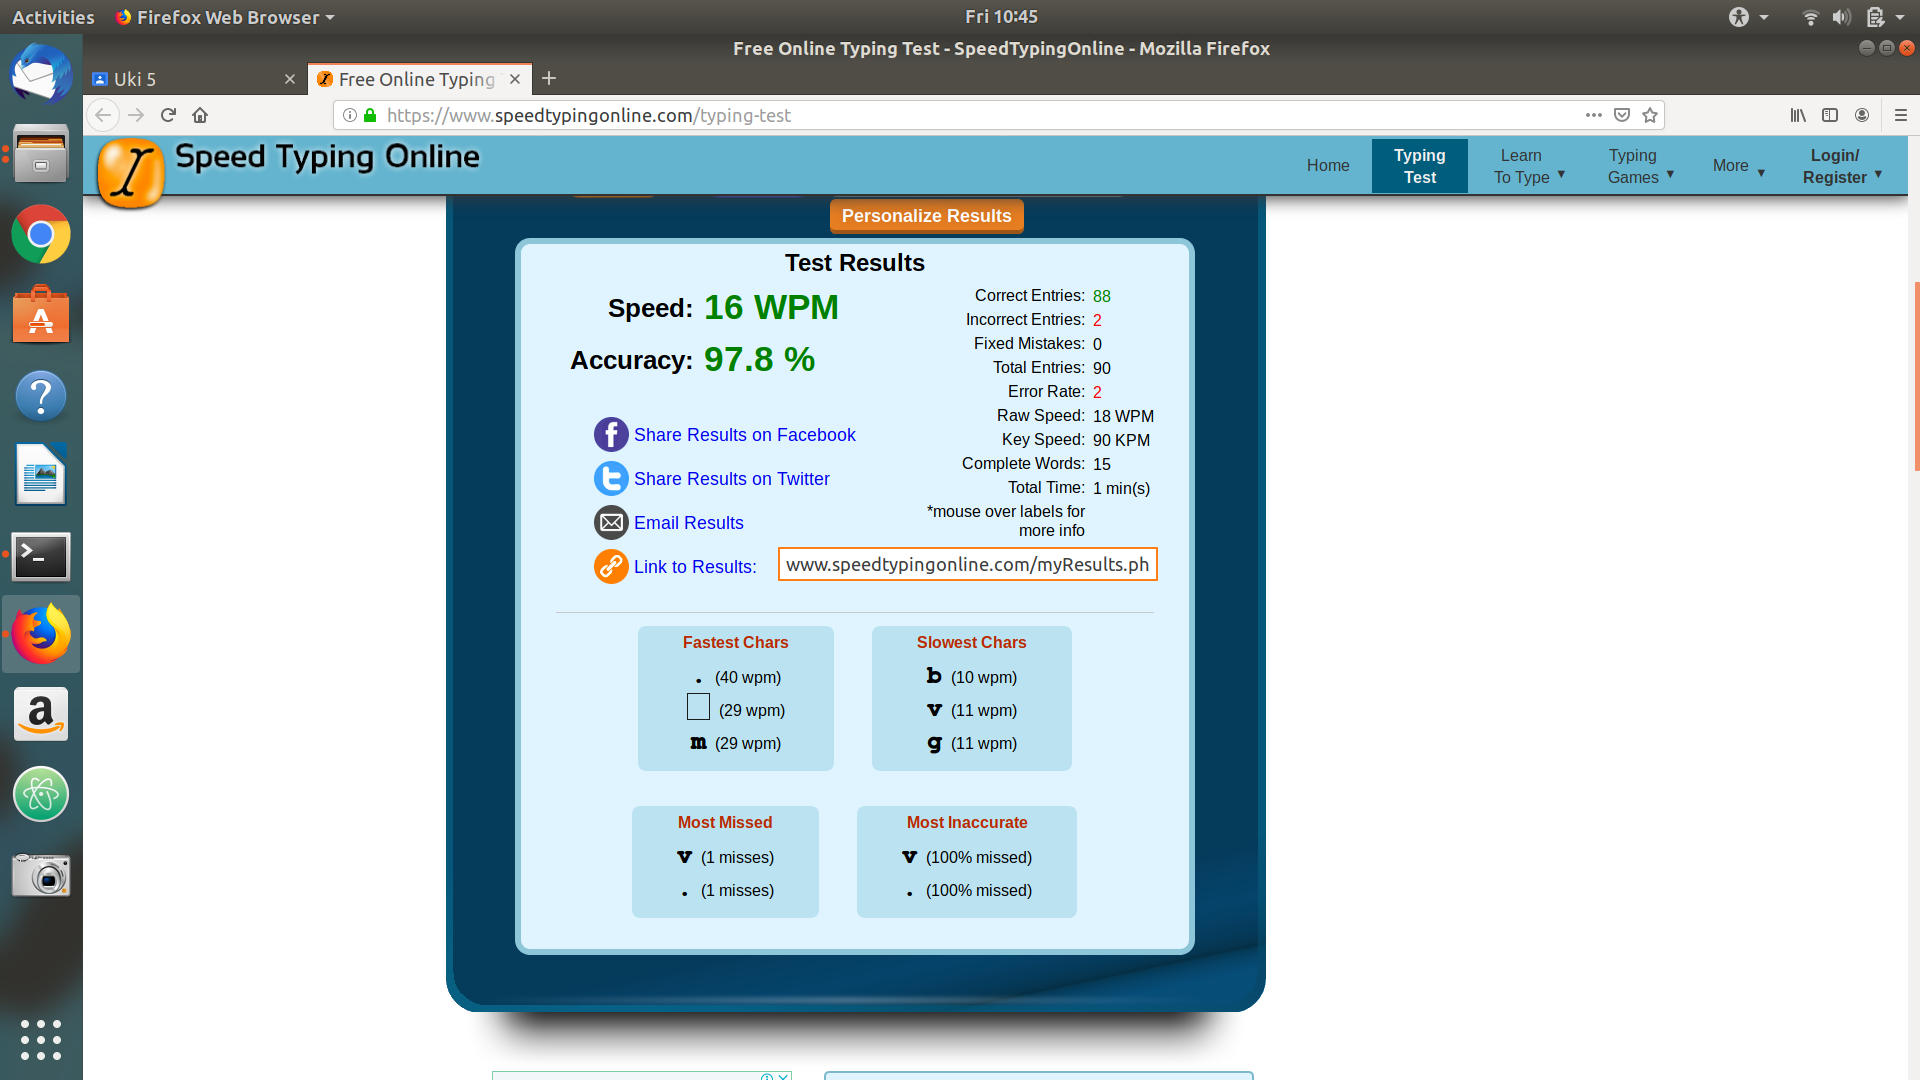 Activities
Firefox Web Browser
Fri 10:45
Free Online Typing Test - SpeedTypingOnline - Mozilla Firefox
Uki 5
Free Online Typing
https://www.speedtypingonline.com/typing-test
Speed Typing Online
Home
Typing Test
Learn To Type
Typing Games
More
Login/ Register
Personalize Results
Test Results
Speed: 16 WPM
Accuracy: 97.8 %
Correct Entries: 88
Incorrect Entries: 2
Fixed Mistakes: 0
Total Entries: 90
Error Rate: 2
Raw Speed: 18 WPM
Key Speed: 90 KPM
Complete Words: 15
Total Time: 1 min(s)
*mouse over labels for
more info
Share Results on Facebook
Share Results on Twitter
Email Results
Link to Results: www.speedtypingonline.com/myResults.ph
Fastest Chars
. (40 wpm)
(29 wpm)
m (29 wpm)
Slowest Chars
b (10 wpm)
v (11 wpm)
g (11 wpm)
Most Missed
v (1 misses)
. (1 misses)
Most Inaccurate
v (100% missed)
. (100% missed)